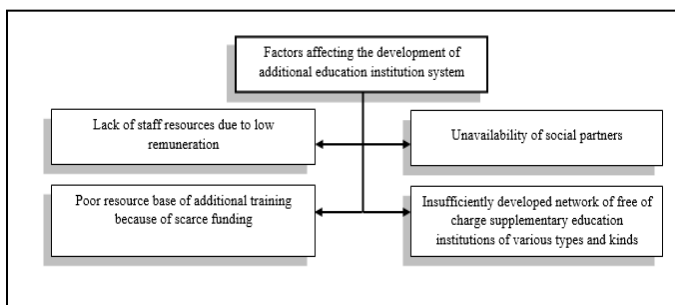 Factors affecting the development of
additional education institution system
Lack of staff resources due to low
remuneration
Unavailability of social partners
Poor resource base of additional training
because of scarce funding
Insufficiently developed network of free of
charge supplementary education
institutions of various types and kinds